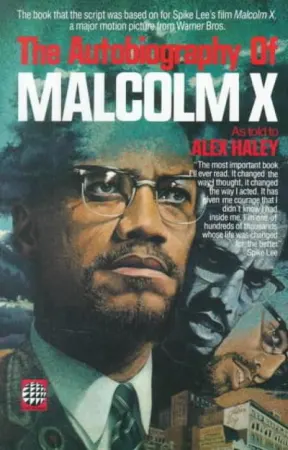 The book that the script was based on for Spike Lee's film Malcolm X,
a major motion picture from Warner Bros.
The Autobiography Of
MALCOLM X
As told to
ALEX HALEY
"The most important book
I'll ever read. It changed the
way I thought, it changed
the way I acted. It has
given me courage that I
didn't know I had
inside me. I'm one of
hundreds of thousands
whose life was changed
for the better
Spike Lee